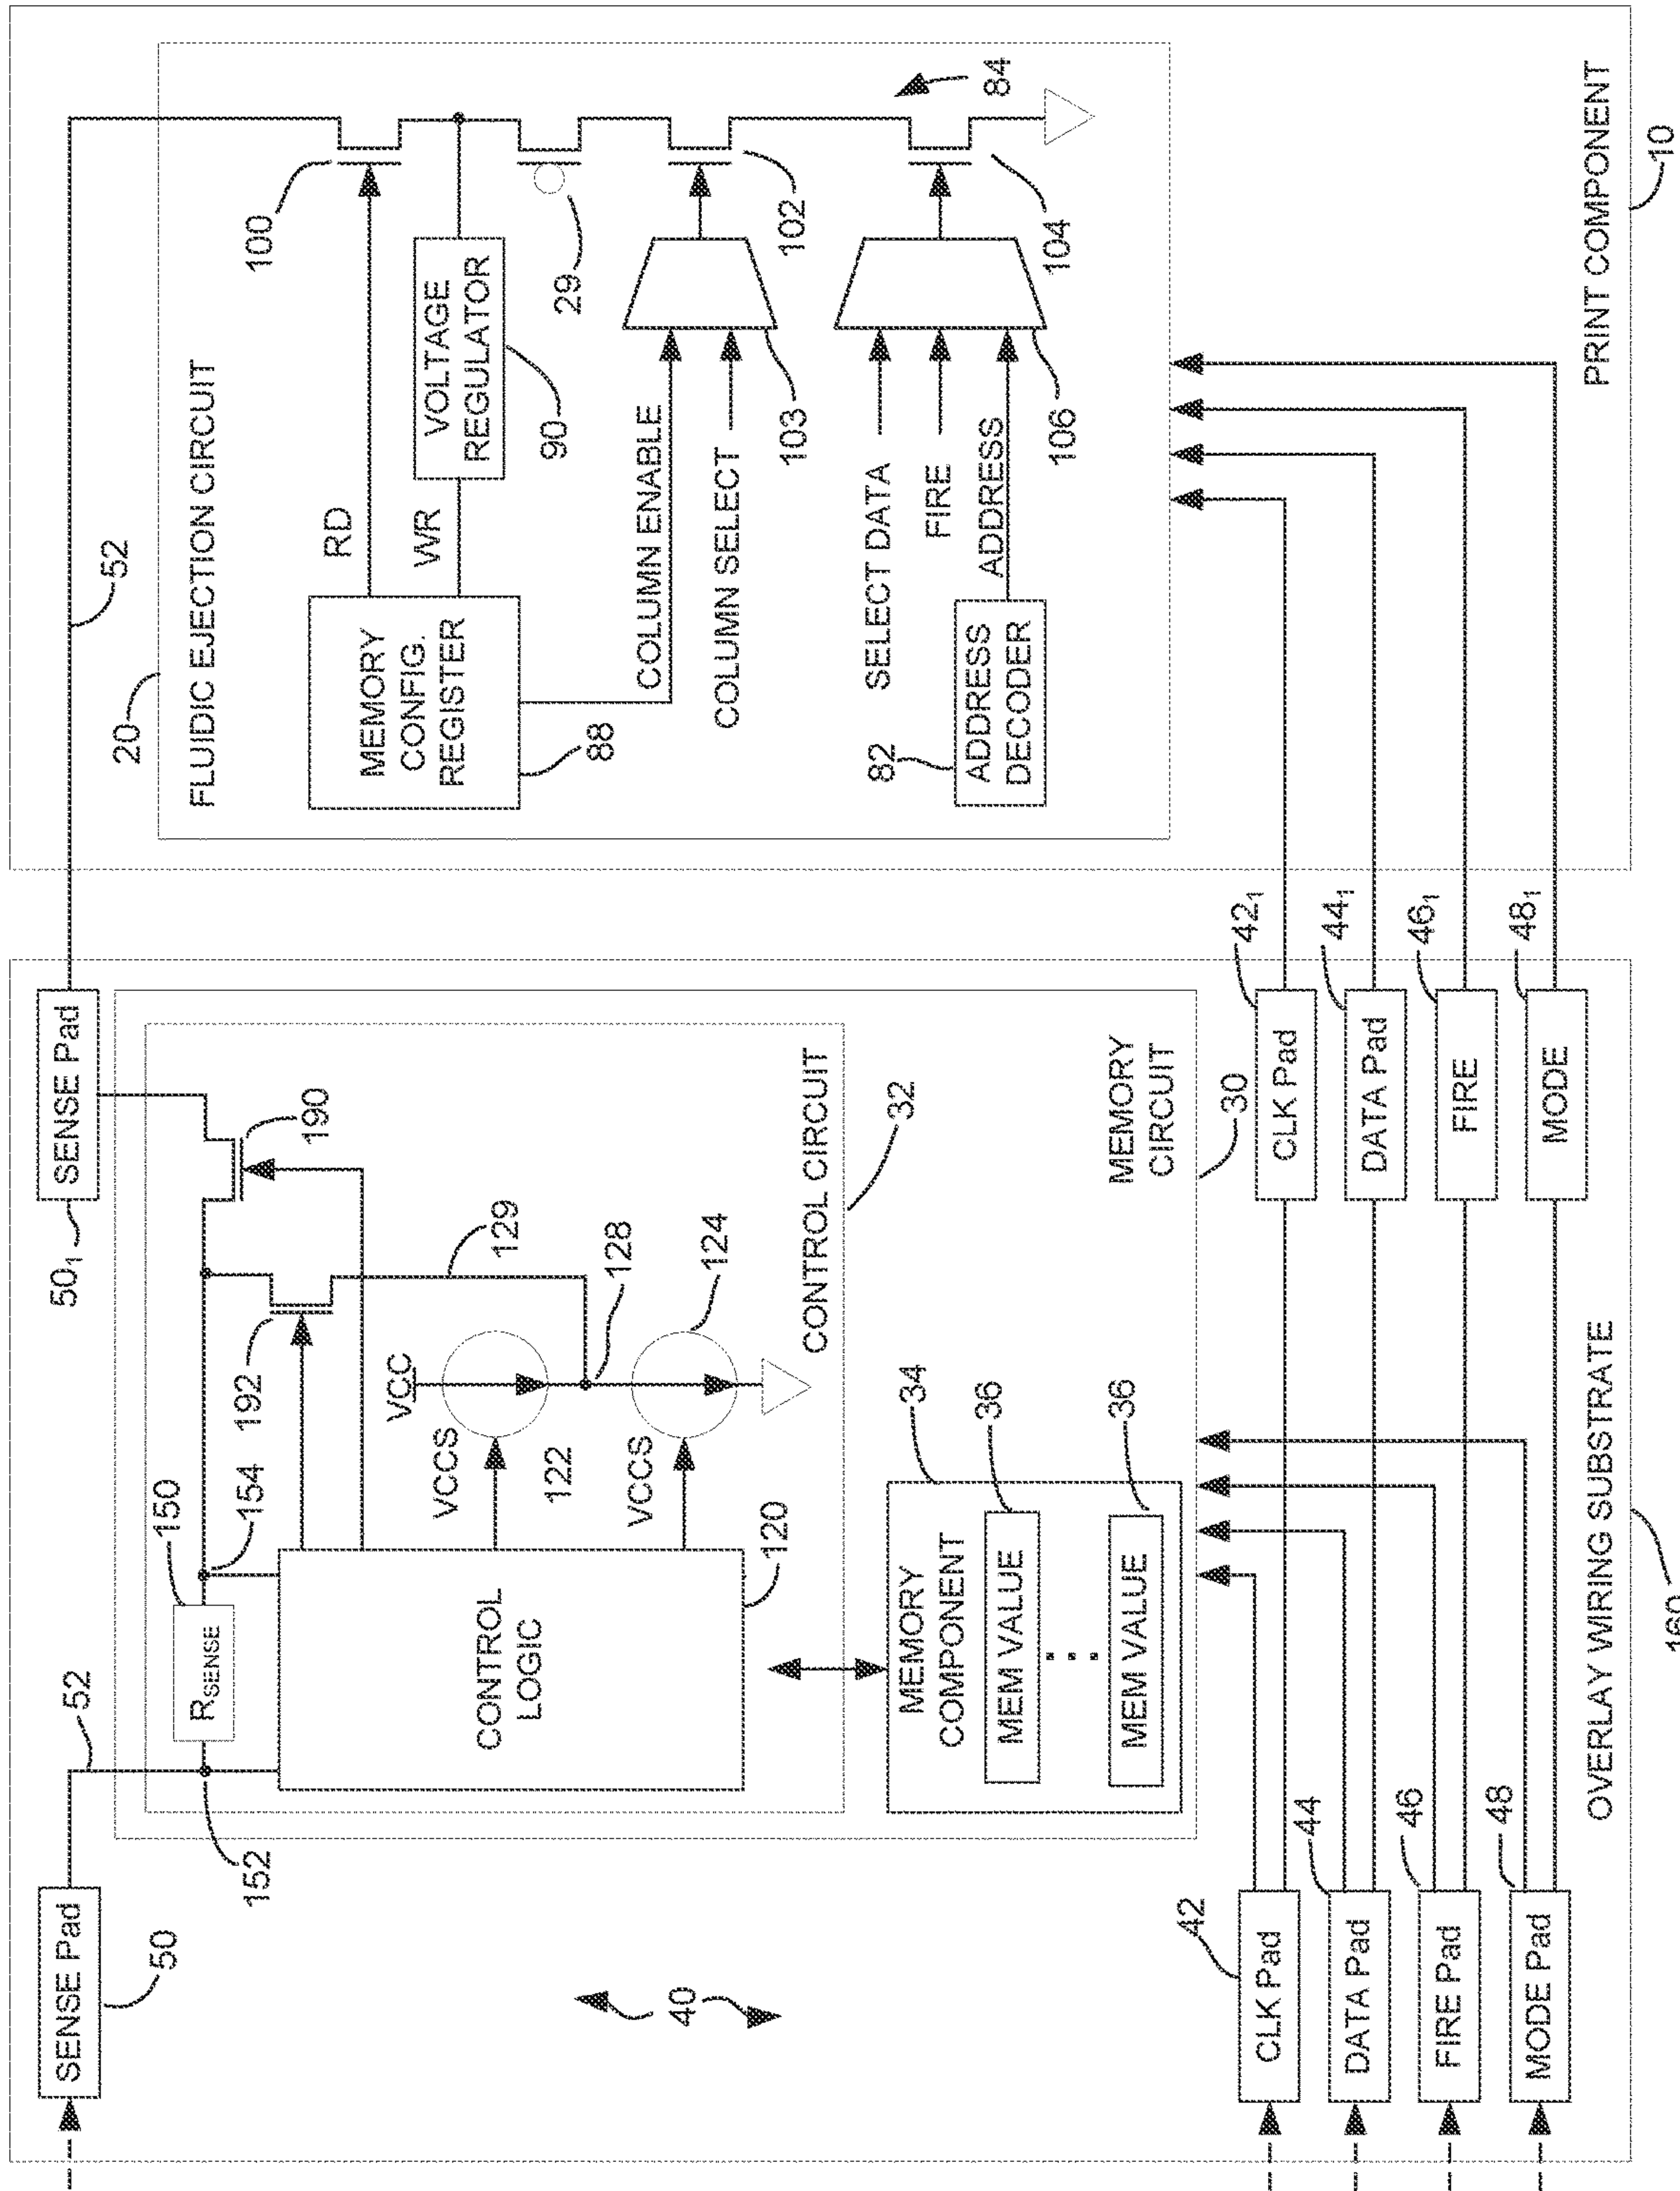 SENSE Pad
50
52
152
RSENSE
150
154
CONTROL
LOGIC
120
192
190
VCC
VCCS
122
VCCS
129
128
124
CONTROL CIRCUIT
32
SENSE Pad
501
MEMORY
COMPONENT
34
MEM VALUE
36
MEM VALUE
36
MEMORY
CIRCUIT
30
40
CLK Pad
42
DATA Pad
44
FIRE Pad
46
MODE Pad
48
CLK Pad
421
DATA Pad
441
FIRE
461
MODE
481
OVERLAY WIRING SUBSTRATE
160
52
20
FLUIDIC EJECTION CIRCUIT
MEMORY
CONFIG.
REGISTER
88
RD
WR
VOLTAGE
REGULATOR
90
100
29
COLUMN ENABLE
COLUMN SELECT
103
102
SELECT DATA
FIRE
ADDRESS
82
ADDRESS
DECODER
106
104
84
PRINT COMPONENT
10